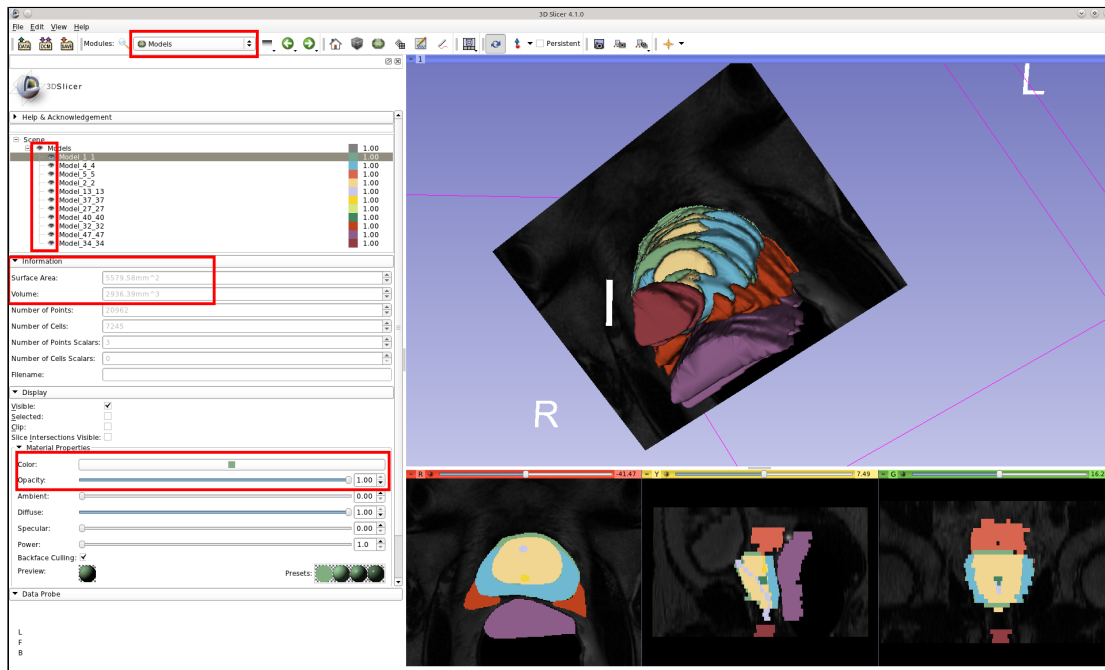 3D Slicer 4.1.0
File Edit View Help
DATA DCM SAVE Modules: Models Persistent
1
3DSlicer
Help & Acknowledgement
Scene
Models 1.00
Model_1_1 1.00
Model_4_4 1.00
Model_5_5 1.00
Model_2_2 1.00
Model_13_13 1.00
Model_37_37 1.00
Model_27_27 1.00
Model_40_40 1.00
Model_32_32 1.00
Model_47_47 1.00
Model_34_34 1.00
Information
Surface Area: 5579.58mm^2
Volume: 2936.39mm^3
Number of Points: 20962
Number of Cells: 7245
Number of Points Scalars: 3
Number of Cells Scalars: 0
Filename:
Display
Visible:
Selected:
Clip:
Slice Intersections Visible:
Material Properties
Color:
Opacity: 1.00
Ambient: 0.00
Diffuse: 1.00
Specular: 0.00
Power: 1.0
Backface Culling:
Preview: Presets:
Data Probe
L
F
B
L
I
R
R -41.47
Y 7.49
G 16.2